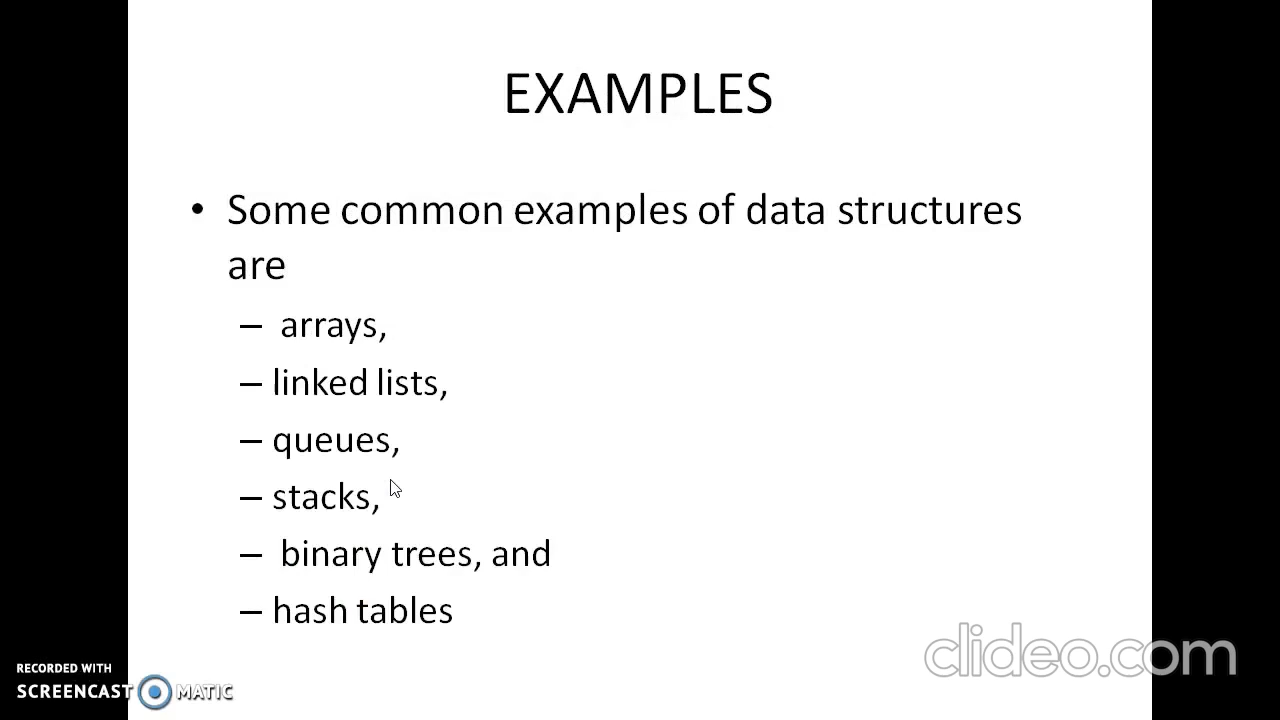 EXAMPLES
• Some common examples of data structures
are
– arrays,
– linked lists,
– queues,
– stacks,
– binary trees, and
– hash tables
clideo.com
RECORDED WITH
SCREENCAST MATIC